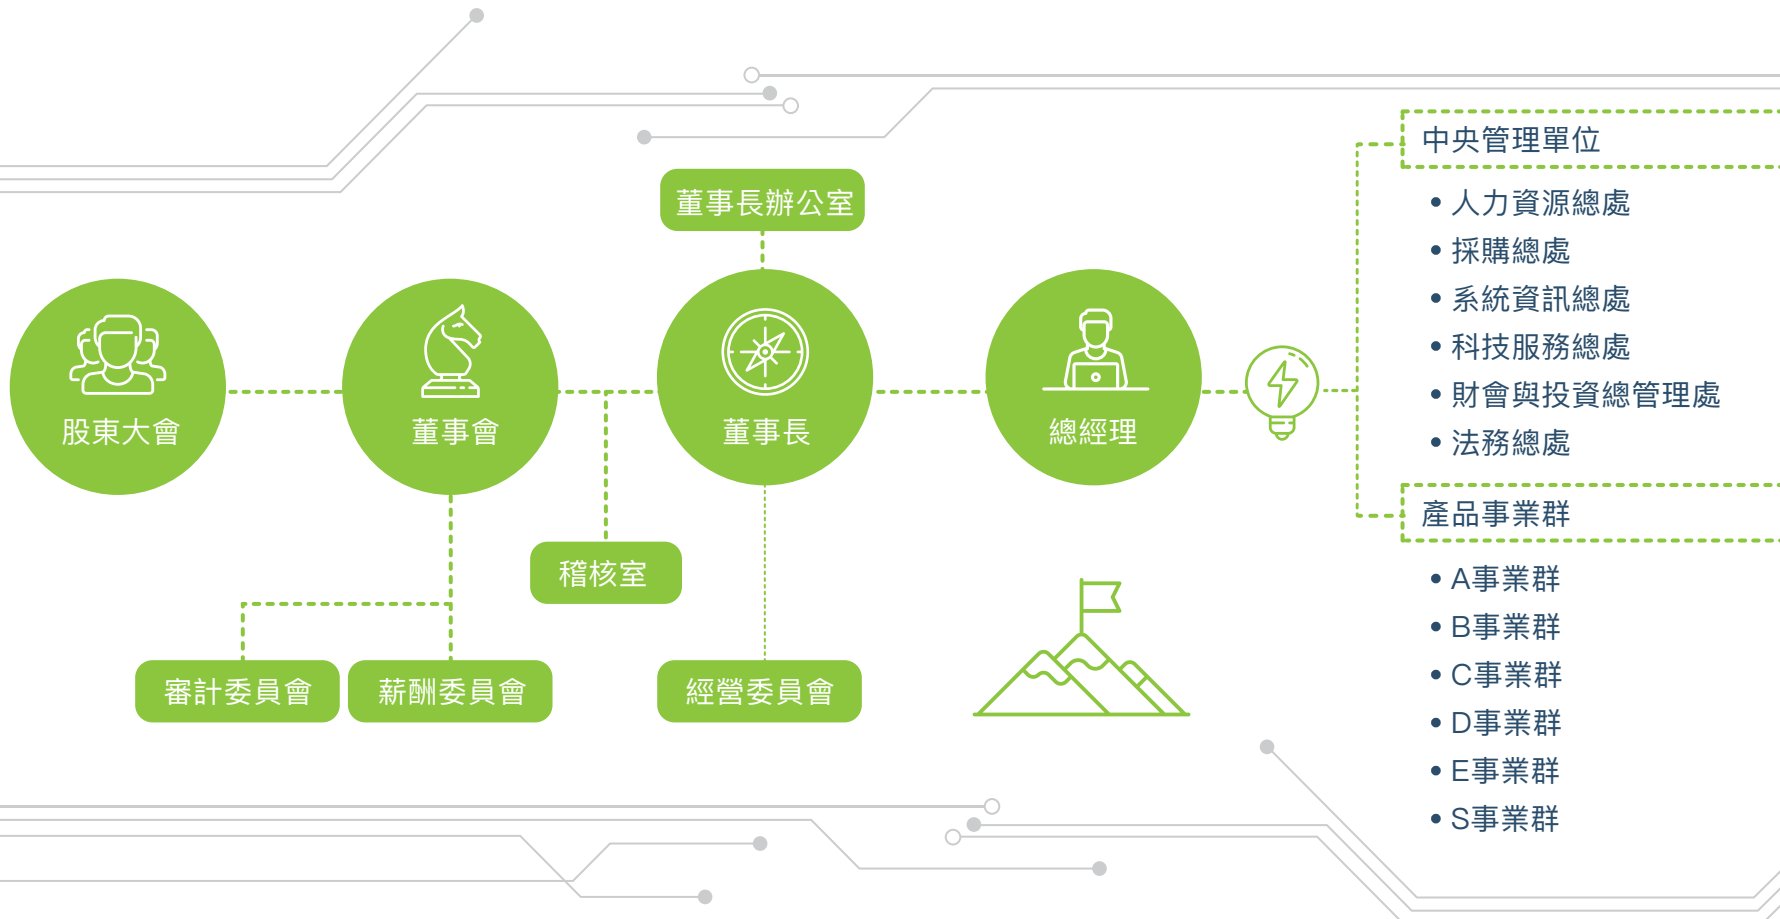 董事長辦公室
股東大會
董事會
董事長
總經理
稽核室
審計委員會
薪酬委員會
經營委員會
中央管理單位
•人力資源總處
•採購總處
•系統資訊總處
•科技服務總處
•財會與投資總管理處
•法務總處
產品事業群
•A事業群
•B事業群
•C事業群
•D事業群
•E事業群
•S事業群